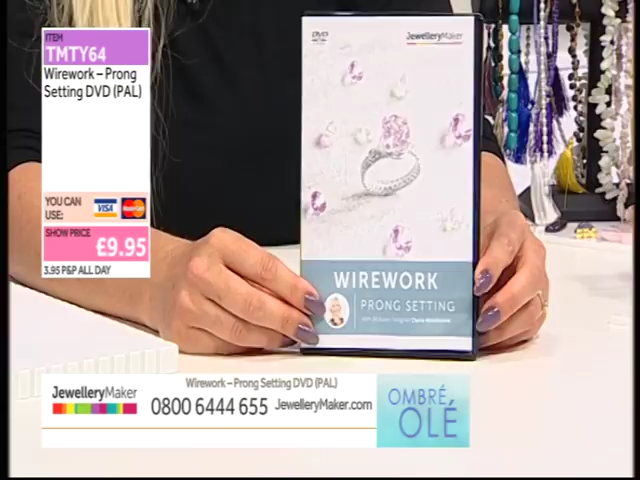 ITEM
TMTY64
Wirework – Prong
Setting DVD (PAL)
YOU CAN
USE:
VISA
MasterCard
SHOW PRICE
£9.95
3.95 P&P ALL DAY
DVD
JewelleryMaker
WIREWORK
PRONG SETTING
JewelleryMaker
Wirework – Prong Setting DVD (PAL)
0800 6444 655
JewelleryMaker.com
OMBRÉ,
OLÉ